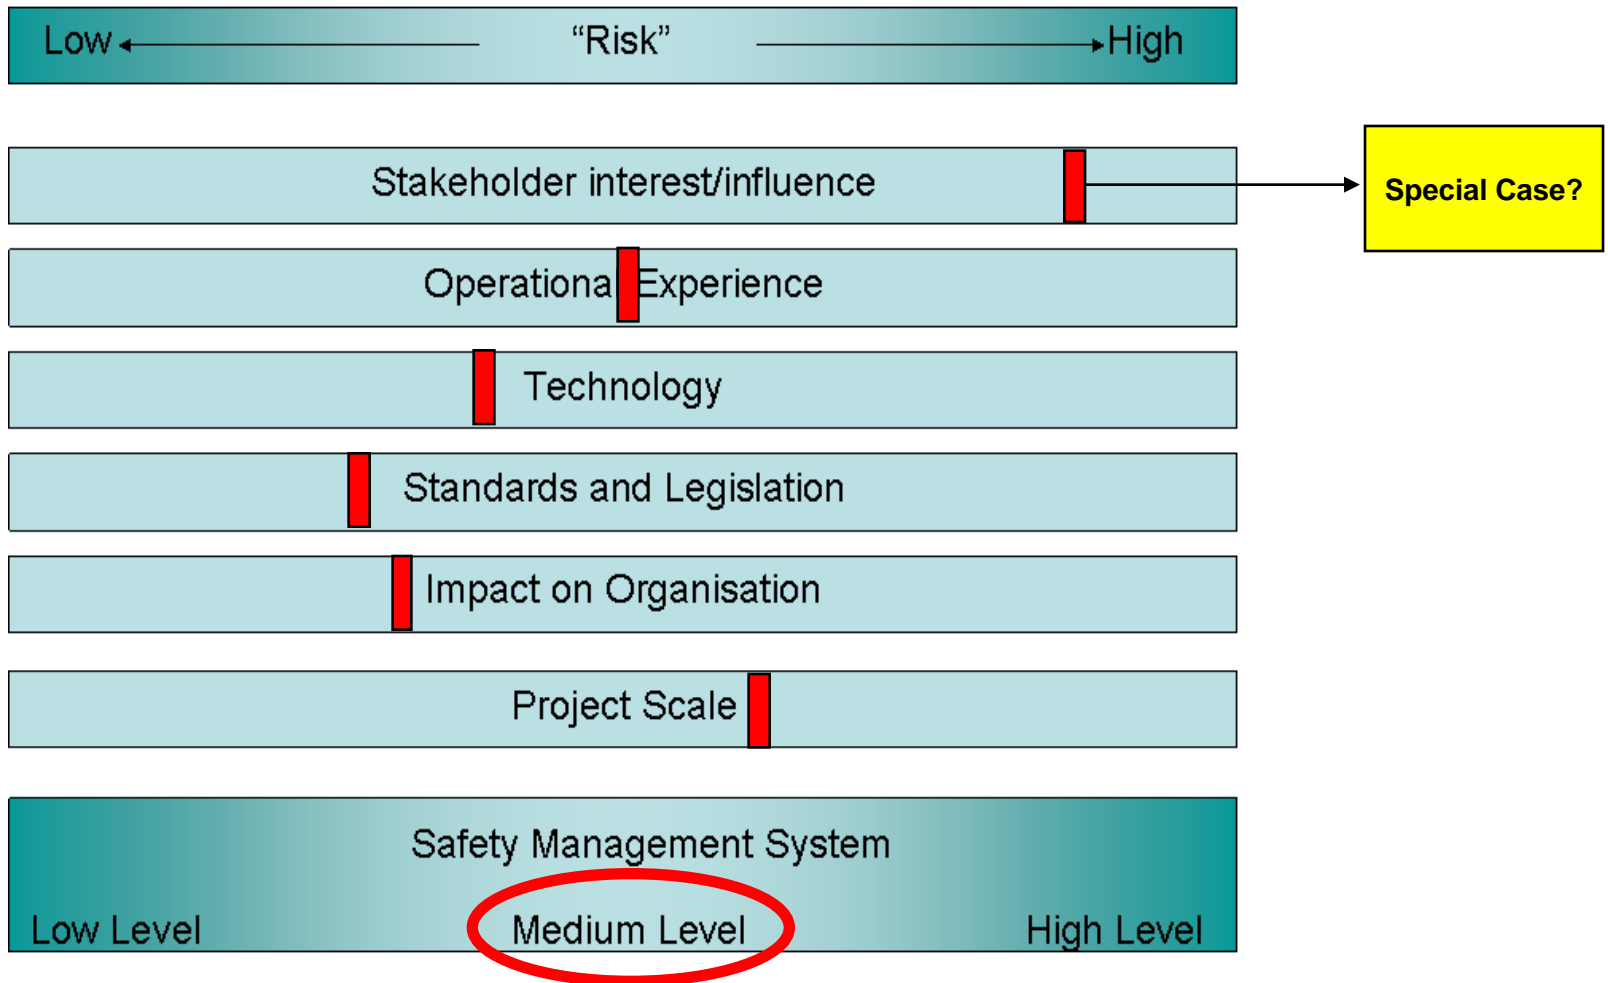 Low “Risk” High
Stakeholder interest/influence
Special Case?
Operational Experience
Technology
Standards and Legislation
Impact on Organisation
Project Scale
Safety Management System
Low Level Medium Level High Level